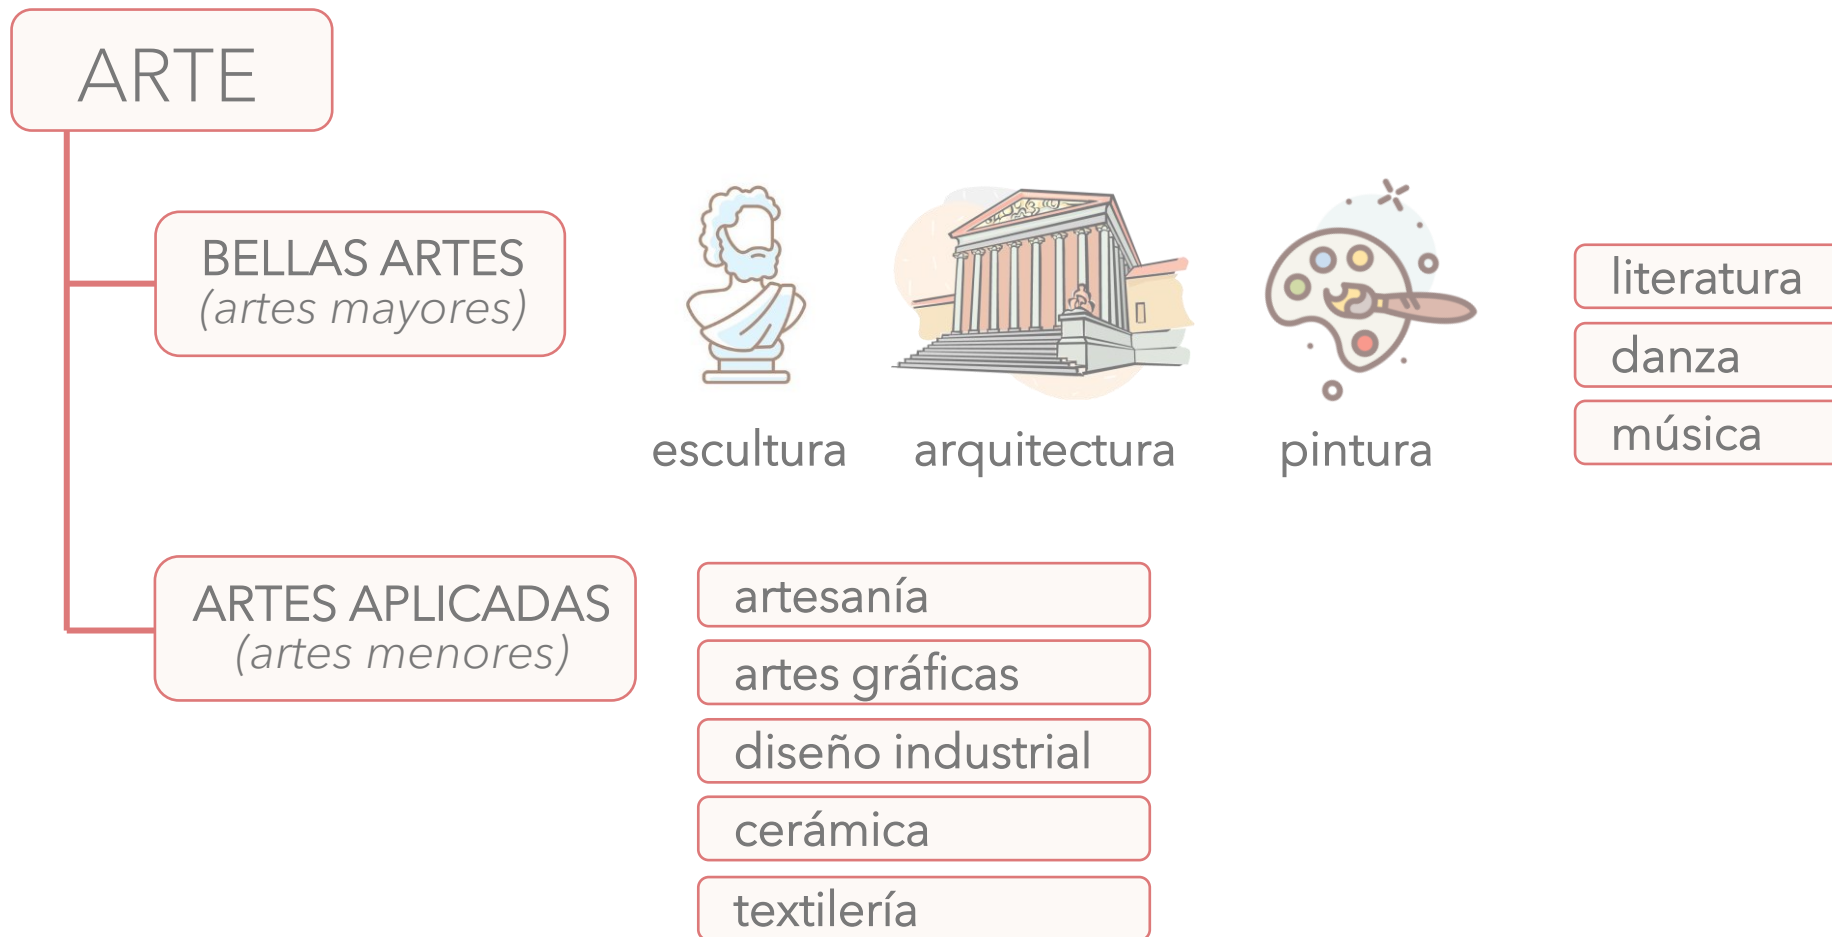 ARTE
BELLAS ARTES
(artes mayores)
escultura
arquitectura
pintura
literatura
danza
música
ARTES APLICADAS
(artes menores)
artesanía
artes gráficas
diseño industrial
cerámica
textilería